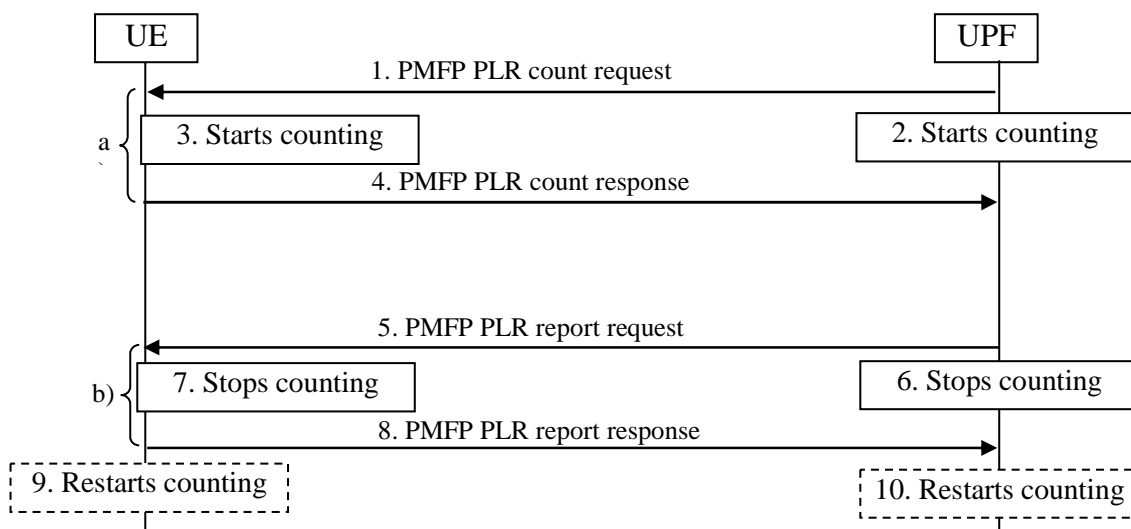 UE
UPF
1. PMFP PLR count request
a
3. Starts counting
2. Starts counting
4. PMFP PLR count response
5. PMFP PLR report request
b)
7. Stops counting
6. Stops counting
8. PMFP PLR report response
9. Restarts counting
10. Restarts counting